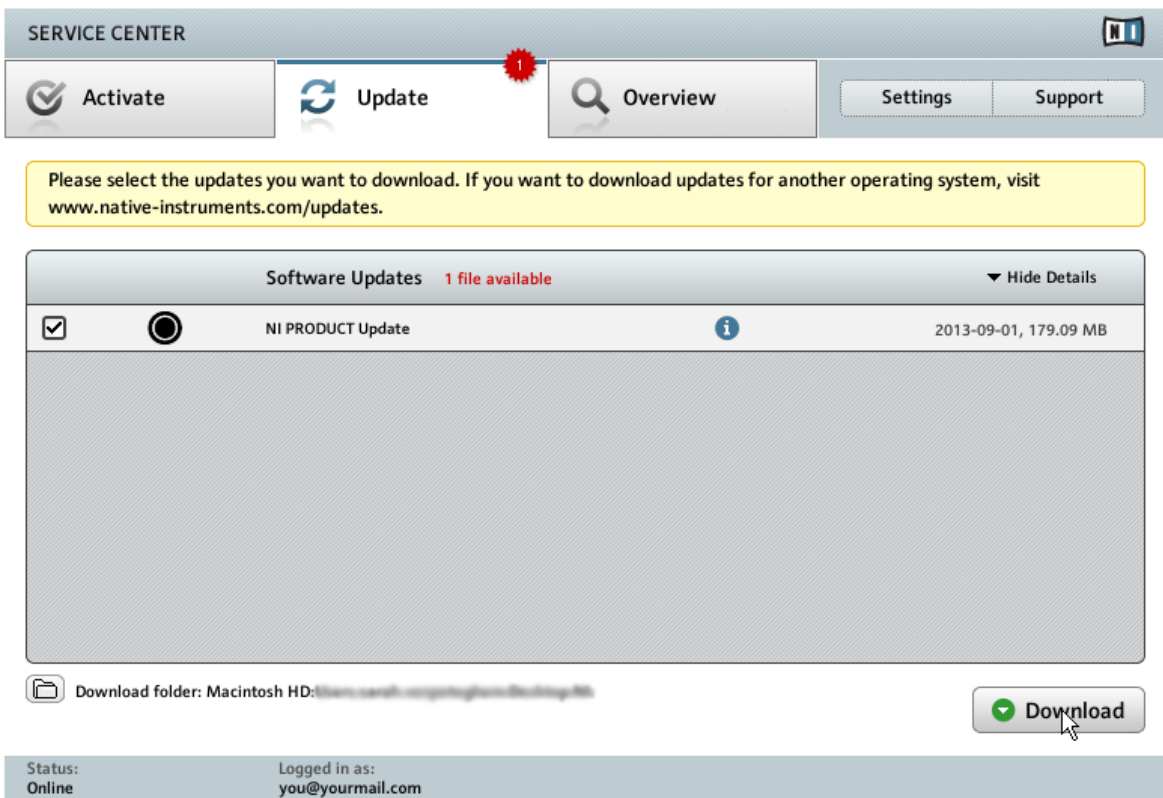 SERVICE CENTER
NI
Activate
Update
1
Overview
Settings
Support
Please select the updates you want to download. If you want to download updates for another operating system, visit
www.native-instruments.com/updates.
Software Updates 1 file available
Hide Details
NI PRODUCT Update
i
2013-09-01, 179.09 MB
Download folder: Macintosh HD:
Download
Status:
Logged in as:
Online
you@yourmail.com